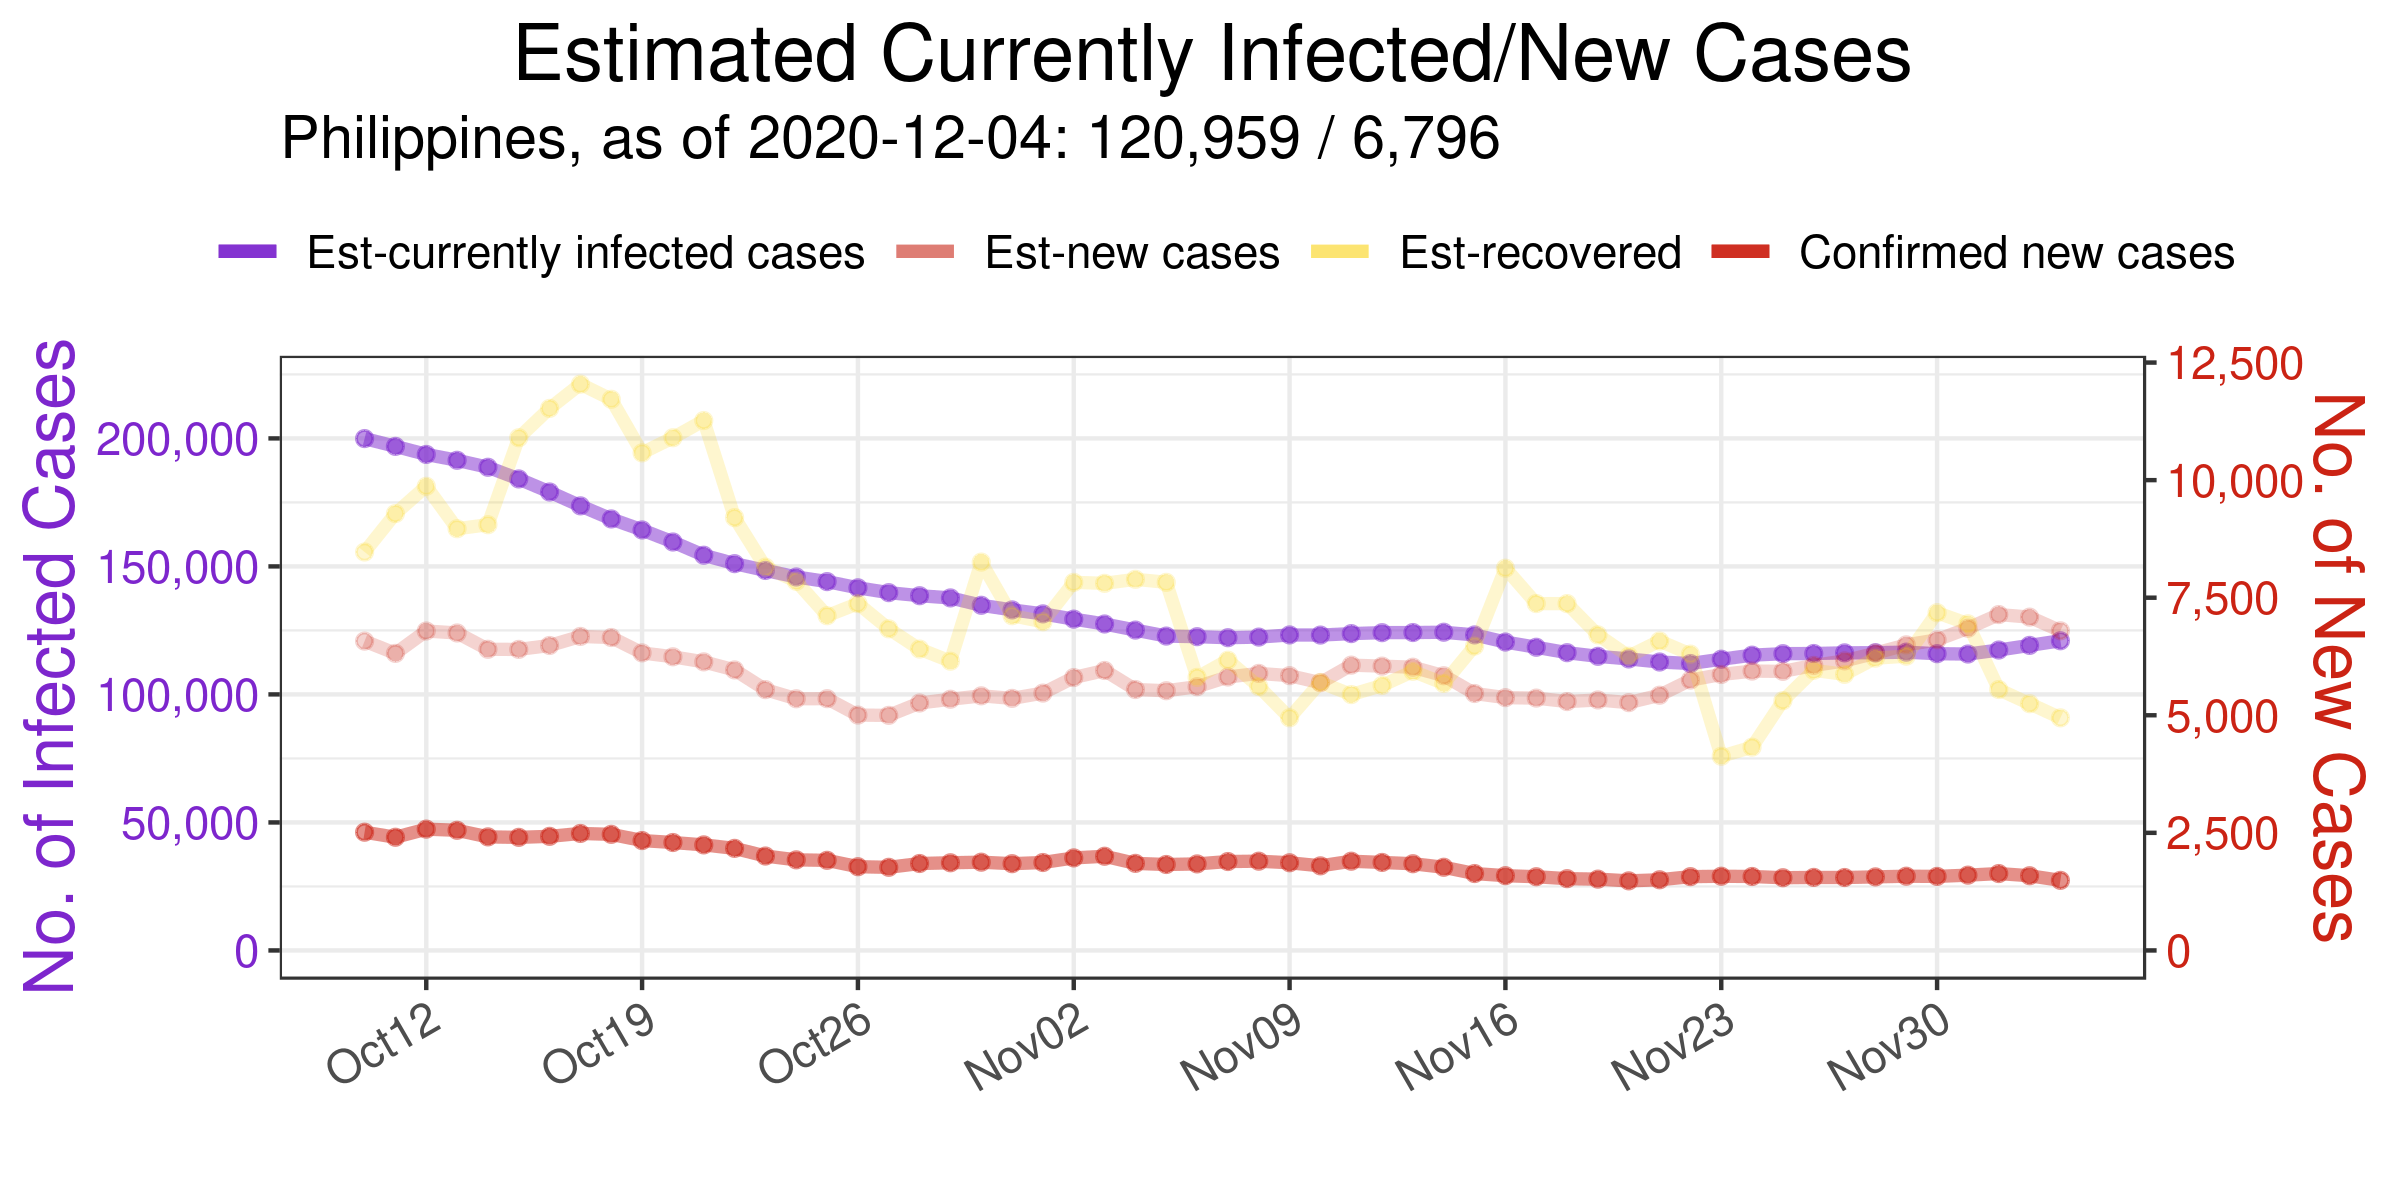 Estimated Currently Infected/New Cases
Philippines, as of 2020-12-04: 120,959 / 6,796
Est-currently infected cases Est-new cases Est-recovered Confirmed new cases
No. of Infected Cases
200,000
150,000
100,000
50,000
0
12,500
10,000
7,500
5,000
2,500
0
No. of New Cases
Oct12 Oct19 Oct26 Nov02 Nov09 Nov16 Nov23 Nov30